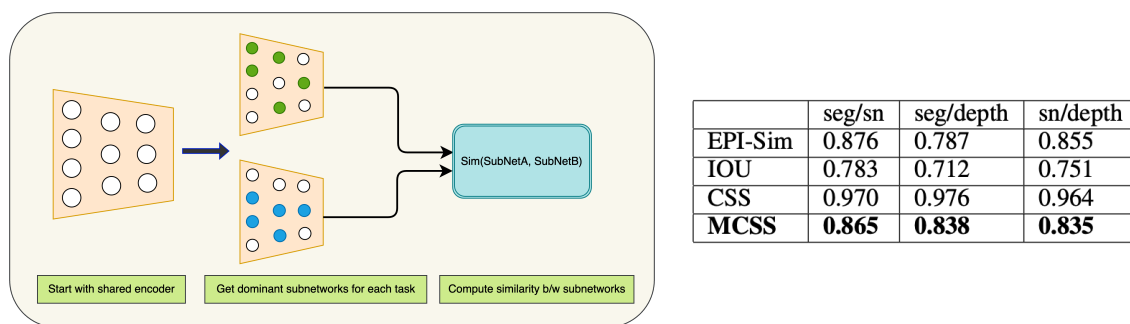 Sim(SubNetA, SubNetB)
Start with shared encoder
Get dominant subnetworks for each task
Compute similarity b/w subnetworks
seg/sn seg/depth sn/depth
EPI-Sim 0.876 0.787 0.855
IOU 0.783 0.712 0.751
CSS 0.970 0.976 0.964
MCSS 0.865 0.838 0.835